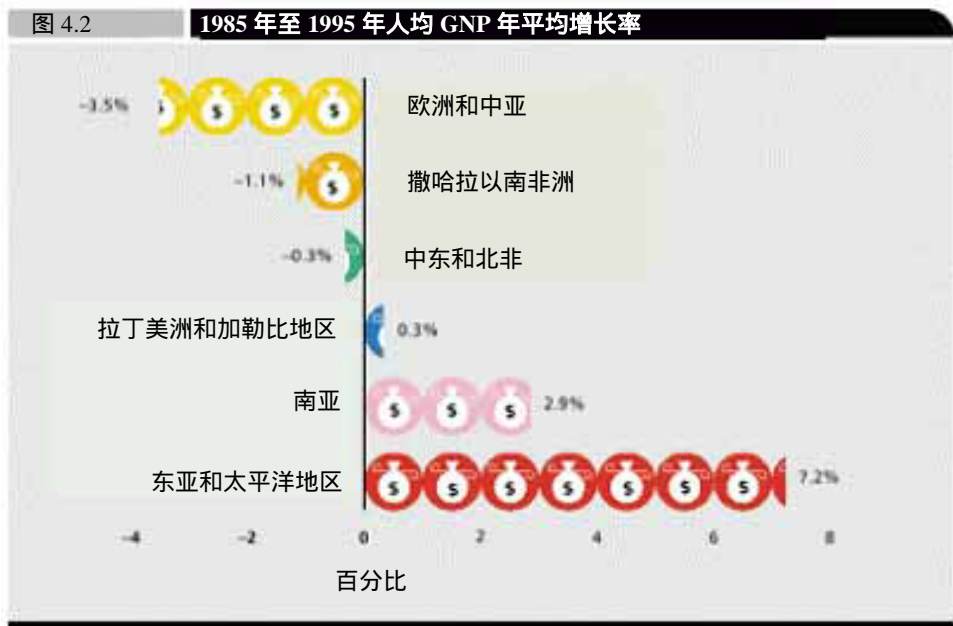 图 4.2
1985 年至 1995 年人均 GNP 年平均增长率
-3.5% $ $ $ 欧洲和中亚
-1.1% $ 撒哈拉以南非洲
-0.3% 中东和北非
拉丁美洲和加勒比地区 0.3%
南亚 $ $ $ 2.9%
东亚和太平洋地区 $ $ $ $ $ $ $ 7.2%
-4 -2 0 2 4 6 8
百分比